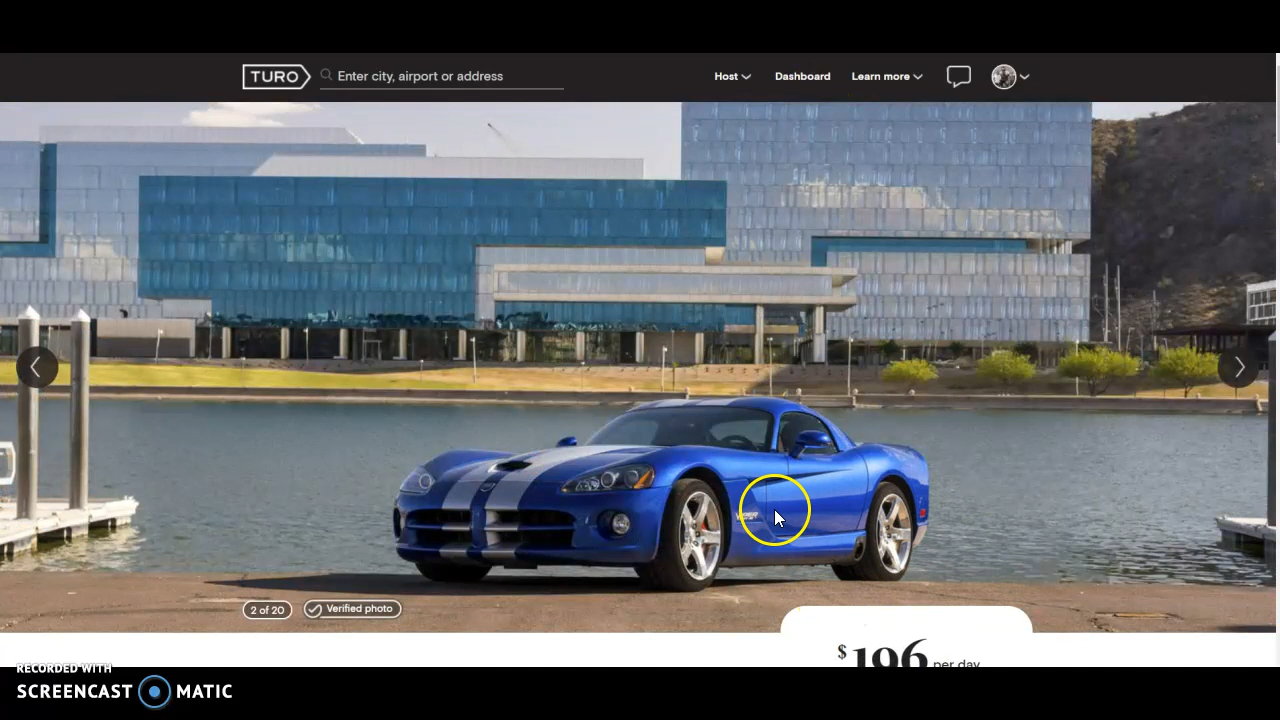 TURO
Enter city, airport or address
Host
Dashboard
Learn more
2 of 20
Verified photo
$196 per day
RECORDED WITH
SCREENCAST MATIC